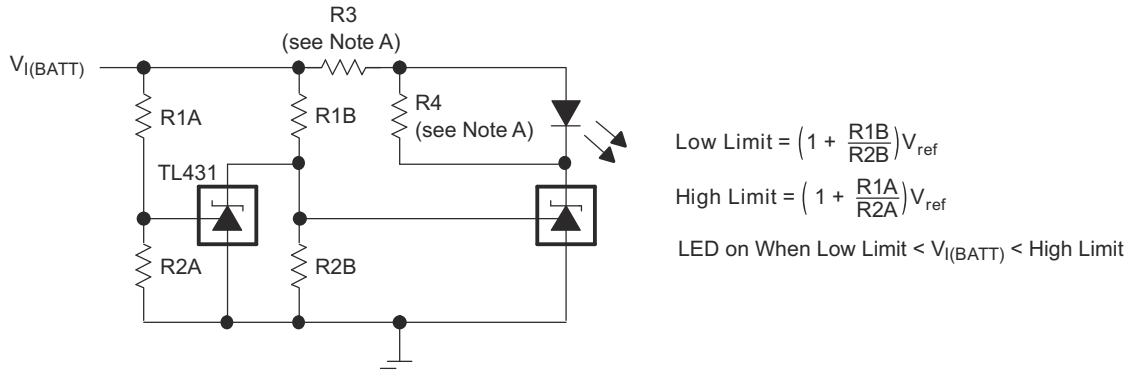 R3
(see Note A)
V_I(BATT)
R1A
R1B
R4
(see Note A)
TL431
R2A
R2B
Low Limit = (1 + R1B/R2B) V_ref
High Limit = (1 + R1A/R2A) V_ref
LED on When Low Limit < V_I(BATT) < High Limit